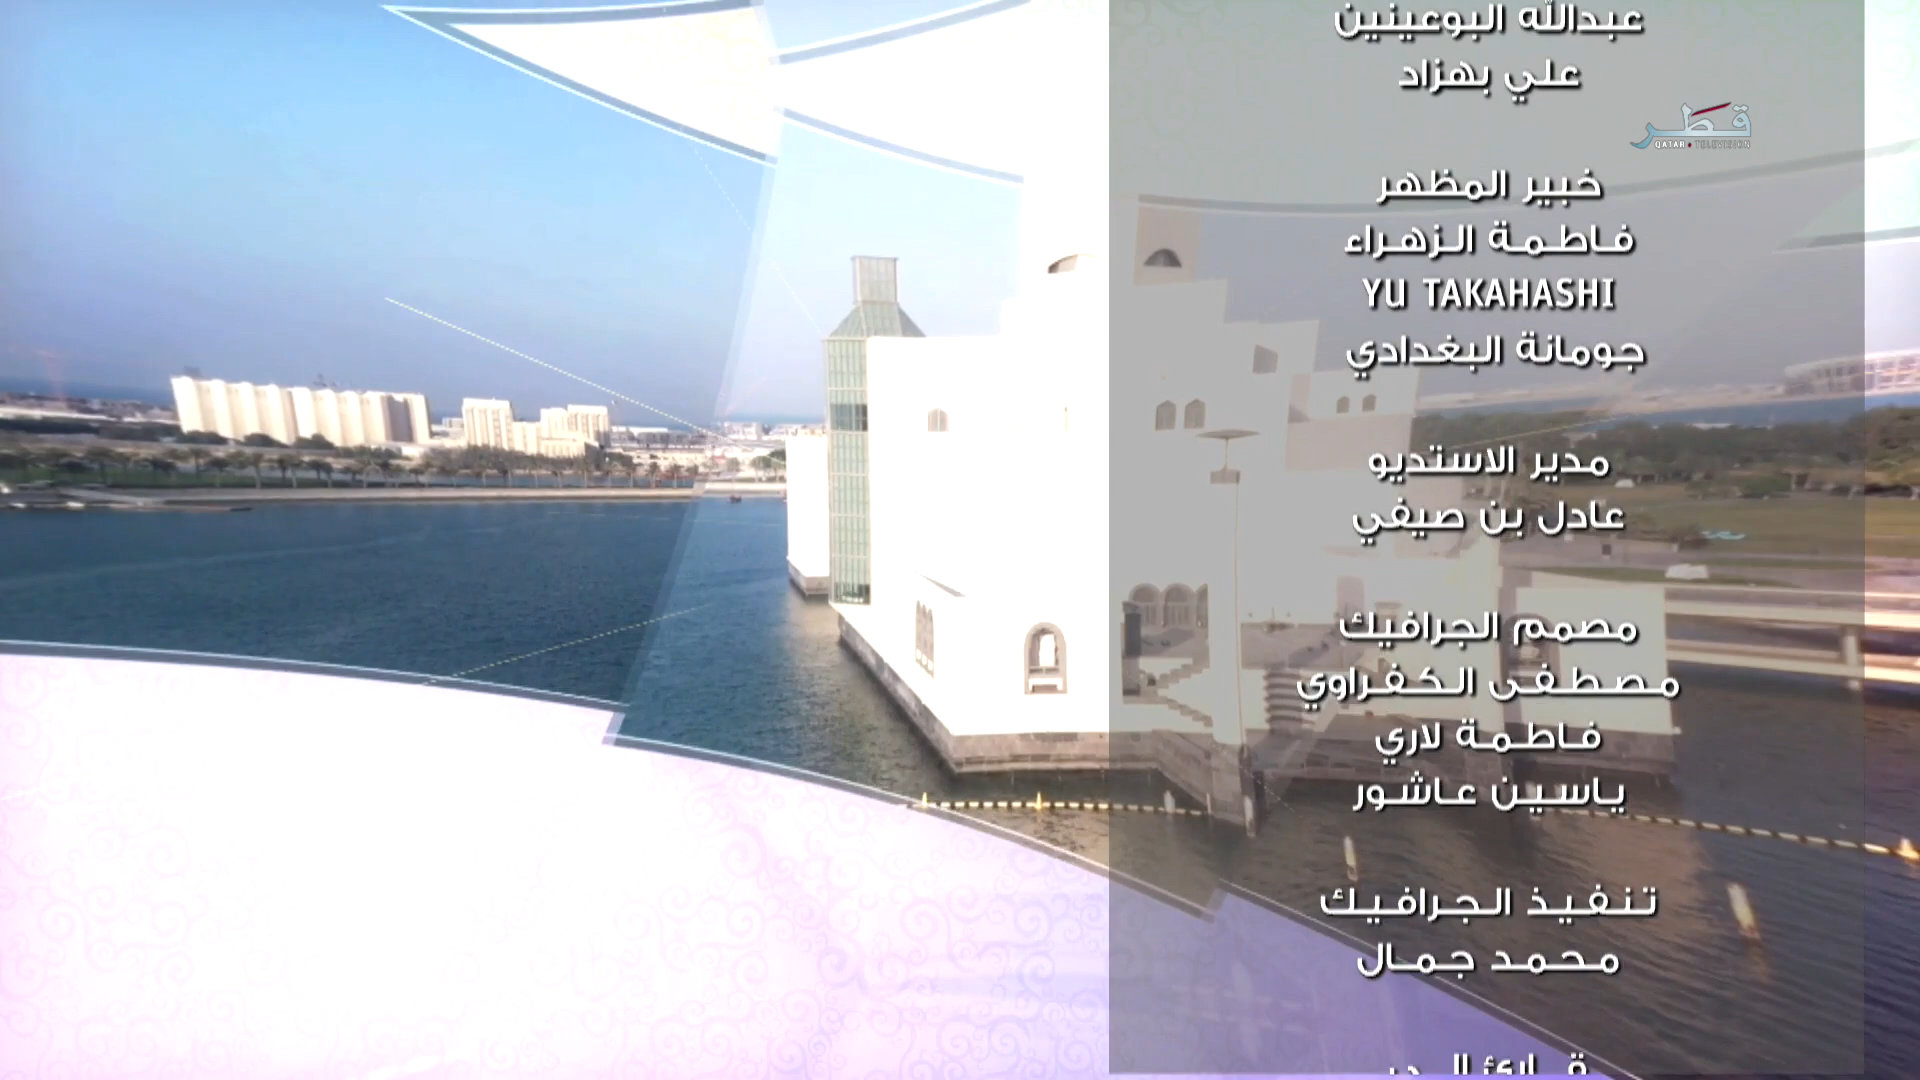 عبدالله البوعينين
علي بهزاد
قطر
QATAR TELEVISION
خبير المظهر
فاطمة الزهراء
YU TAKAHASHI
جومانة البغدادي
مدير الاستديو
عادل بن صيفي
مصمم الجرافيك
مصطفى الكفراوي
فاطمة لاري
ياسين عاشور
تنفيذ الجرافيك
محمد جمال